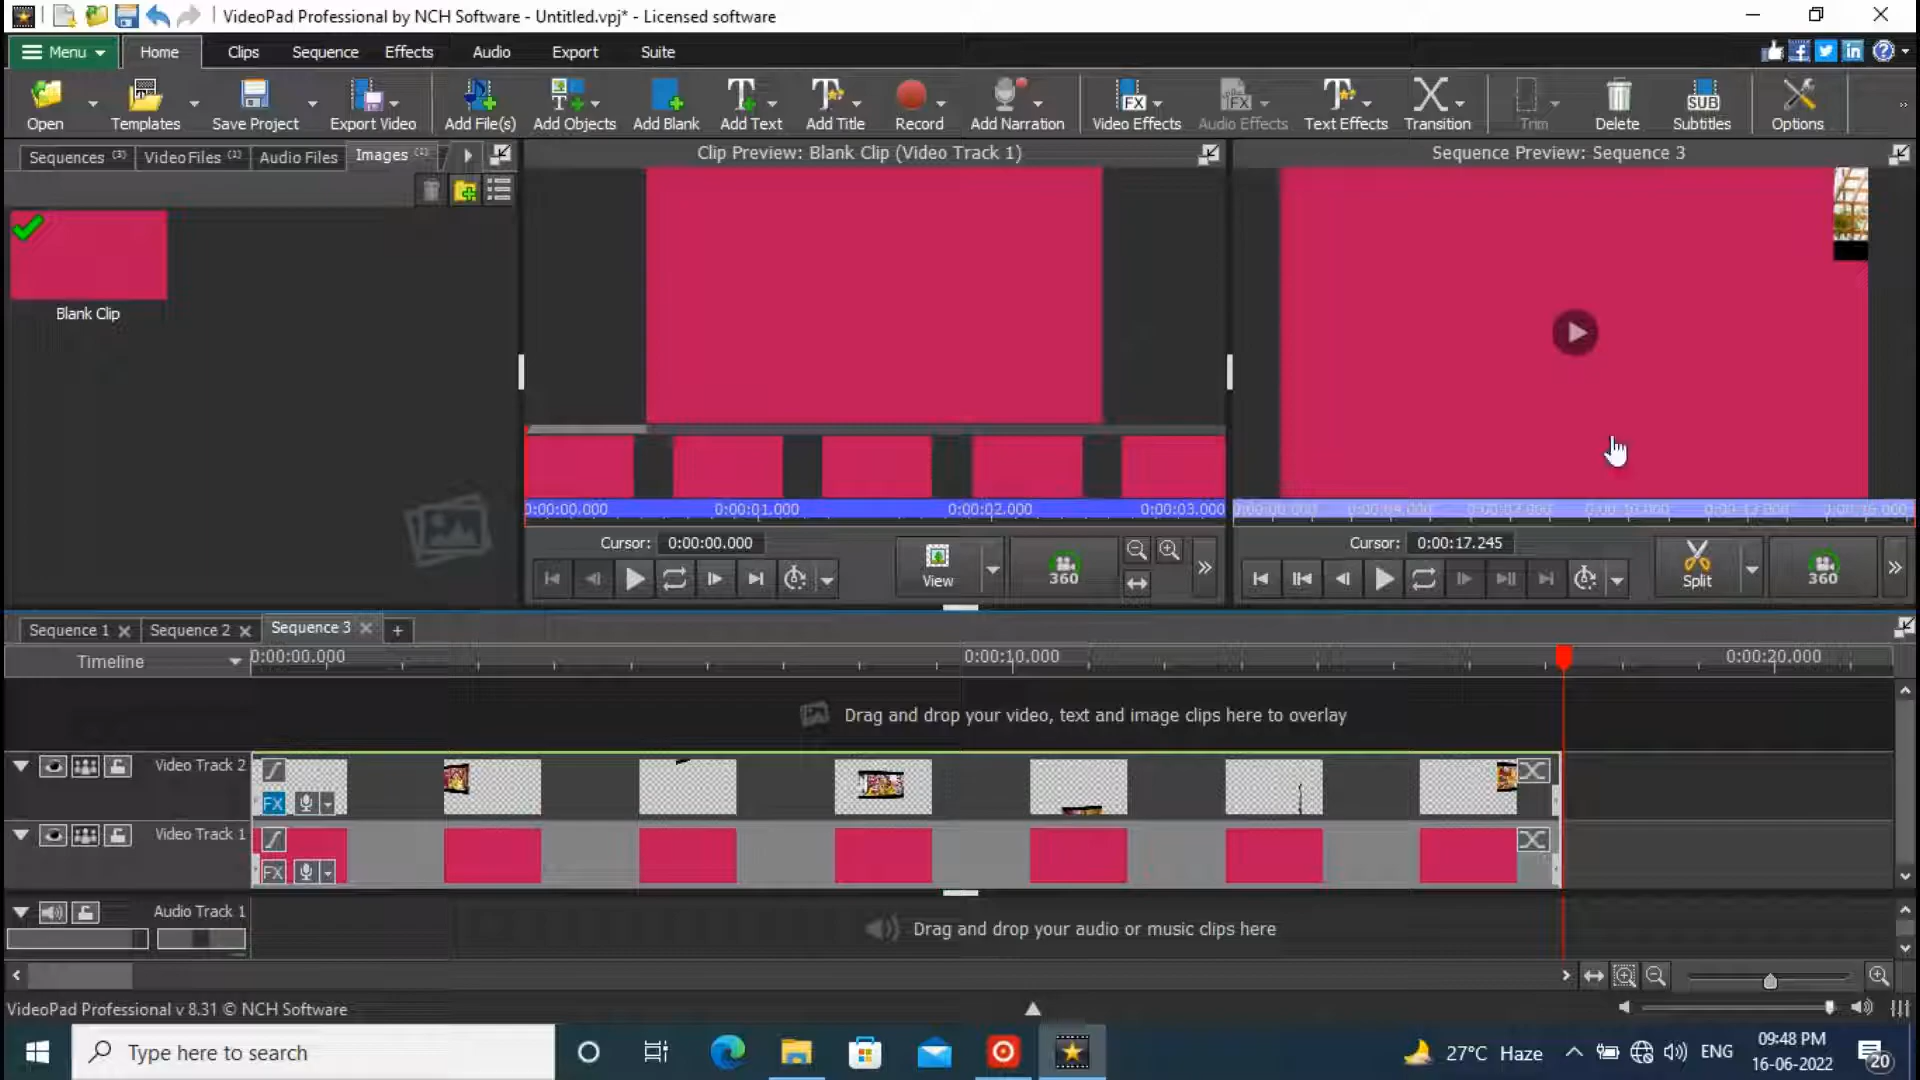 VideoPad Professional by NCH Software - Untitled.vpj* - Licensed software
Menu Home Clips Sequence Effects Audio Export Suite
Open Templates Save Project Export Video Add File(s) Add Objects Add Blank Add Text Add Title Record Add Narration Video Effects Audio Effects Text Effects Transition Trim Delete Subtitles Options
Sequences (3) Video Files (1) Audio Files Images (1)
Clip Preview: Blank Clip (Video Track 1)
Sequence Preview: Sequence 3
Blank Clip
0:00:00.000 0:00:01.000 0:00:02.000 0:00:03.000
Cursor: 0:00:00.000
View
360
Cursor: 0:00:17.245
Split
360
Sequence 1 Sequence 2 Sequence 3
Timeline
0:00:00.000 0:00:10.000 0:00:20.000
Drag and drop your video, text and image clips here to overlay
Video Track 2
FX
Video Track 1
FX
Audio Track 1
Drag and drop your audio or music clips here
VideoPad Professional v 8.31 © NCH Software
Type here to search
27°C Haze
ENG
09:48 PM
16-06-2022
20